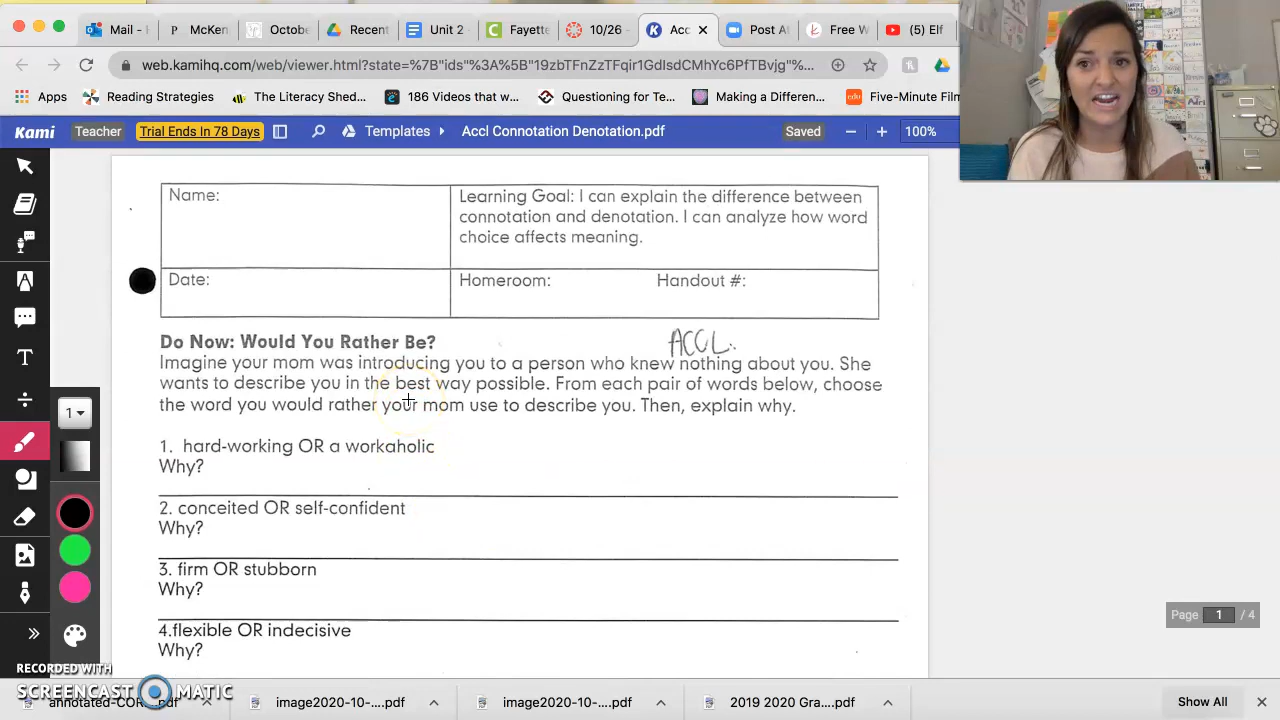 Mail -
McKen
Octobe
Recent
Unit 2
Fayette
10/26 -
Acc
Post At
Free W
(5) Elf
web.kamihq.com/web/viewer.html?state=%7B"ids"%3A%5B"19zbTFnZzTFqir1GdIsdCMhYc6PfTBvjg"%...
Apps
Reading Strategies
The Literacy Shed...
186 Videos at w...
Questioning for Te...
Making a Differen...
edu Five-Minute Film
Kami
Teacher
Trial Ends In 78 Days
Templates
Accl Connotation Denotation.pdf
Saved
100%
Name:
Learning Goal: I can explain the difference between
connotation and denotation. I can analyze how word
choice affects meaning.
Date:
Homeroom: Handout #:
Do Now: Would You Rather Be?
ACCL.
Imagine your mom was introducing you to a person who knew nothing about you. She
wants to describe you in the best way possible. From each pair of words below, choose
the word you would rather your mom use to describe you. Then, explain why.
1. hard-working OR a workaholic
Why?
2. conceited OR self-confident
Why?
3. firm OR stubborn
Why?
4.flexible OR indecisive
Why?
1
Page 1 / 4
RECORDED WITH
SCREENCAST MATIC
image2020-10-....pdf
image2020-10-....pdf
2019 2020 Gra....pdf
Show All